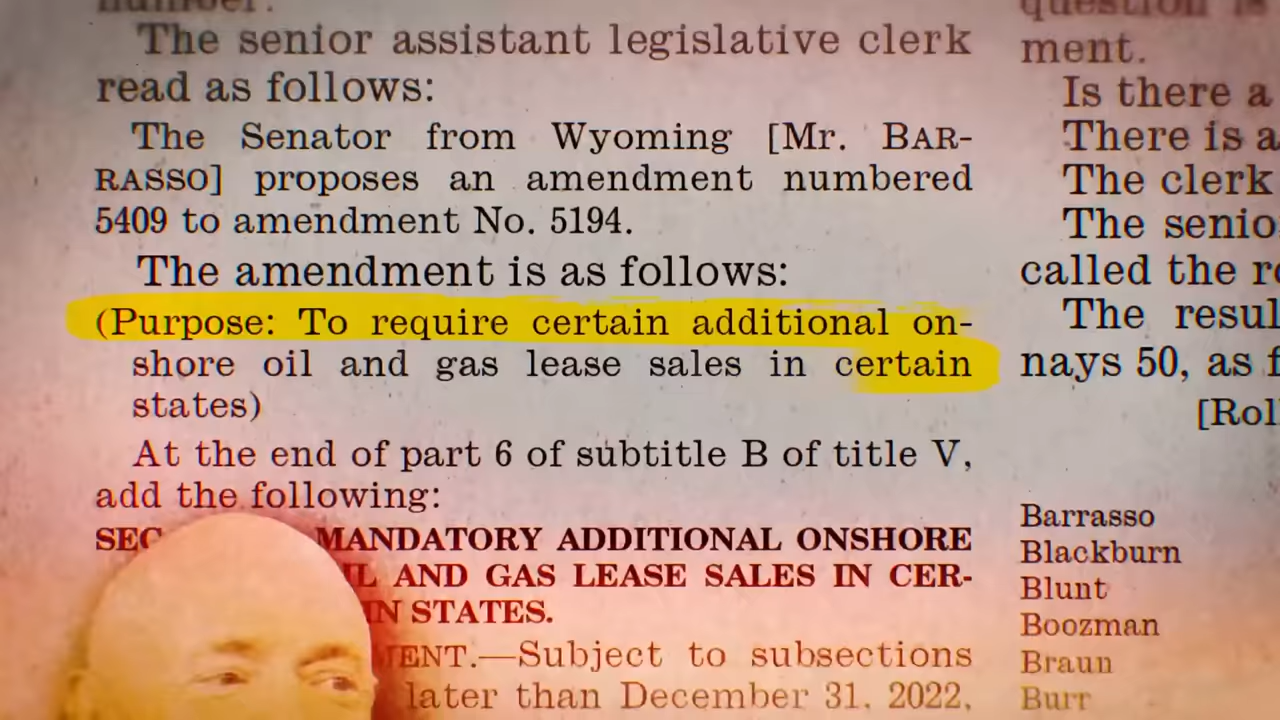 number.
The senior assistant legislative clerk
read as follows:
The Senator from Wyoming [Mr. BAR-
RASSO] proposes an amendment numbered
5409 to amendment No. 5194.
The amendment is as follows:
(Purpose: To require certain additional on-
shore oil and gas lease sales in certain
states)
At the end of part 6 of subtitle B of title V,
add the following:
SEC MANDATORY ADDITIONAL ONSHORE
AND GAS LEASE SALES IN CER-
STATES.
—Subject to subsections
later than December 31, 2022,
question is
ment.
Is there a
There is a
The clerk
The senio
called the r
The resul
nays 50, as f
[Rol
Barrasso
Blackburn
Blunt
Boozman
Braun
Burr